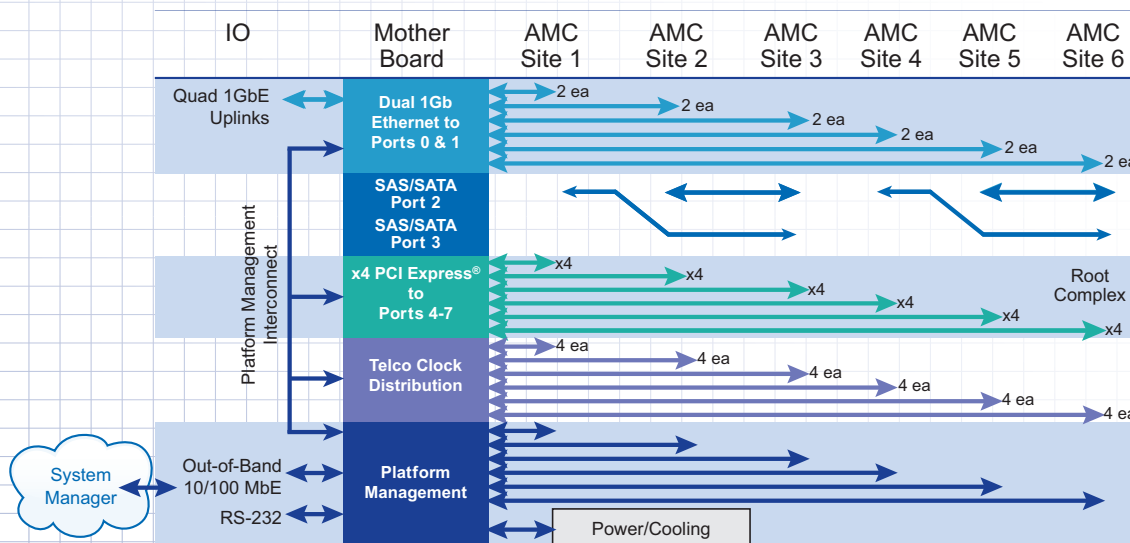 IO
Mother
Board
AMC
Site 1
AMC
Site 2
AMC
Site 3
AMC
Site 4
AMC
Site 5
AMC
Site 6
Quad 1GbE
Uplinks
Dual 1Gb
Ethernet to
Ports 0 & 1
2 ea
2 ea
2 ea
2 ea
2 ea
2 ea
SAS/SATA
Port 2
SAS/SATA
Port 3
Platform Management
Interconnect
x4 PCI Express®
to
Ports 4-7
x4
x4
x4
x4
x4
x4
Root
Complex
Telco Clock
Distribution
4 ea
4 ea
4 ea
4 ea
4 ea
4 ea
System
Manager
Out-of-Band
10/100 MbE
RS-232
Platform
Management
Power/Cooling